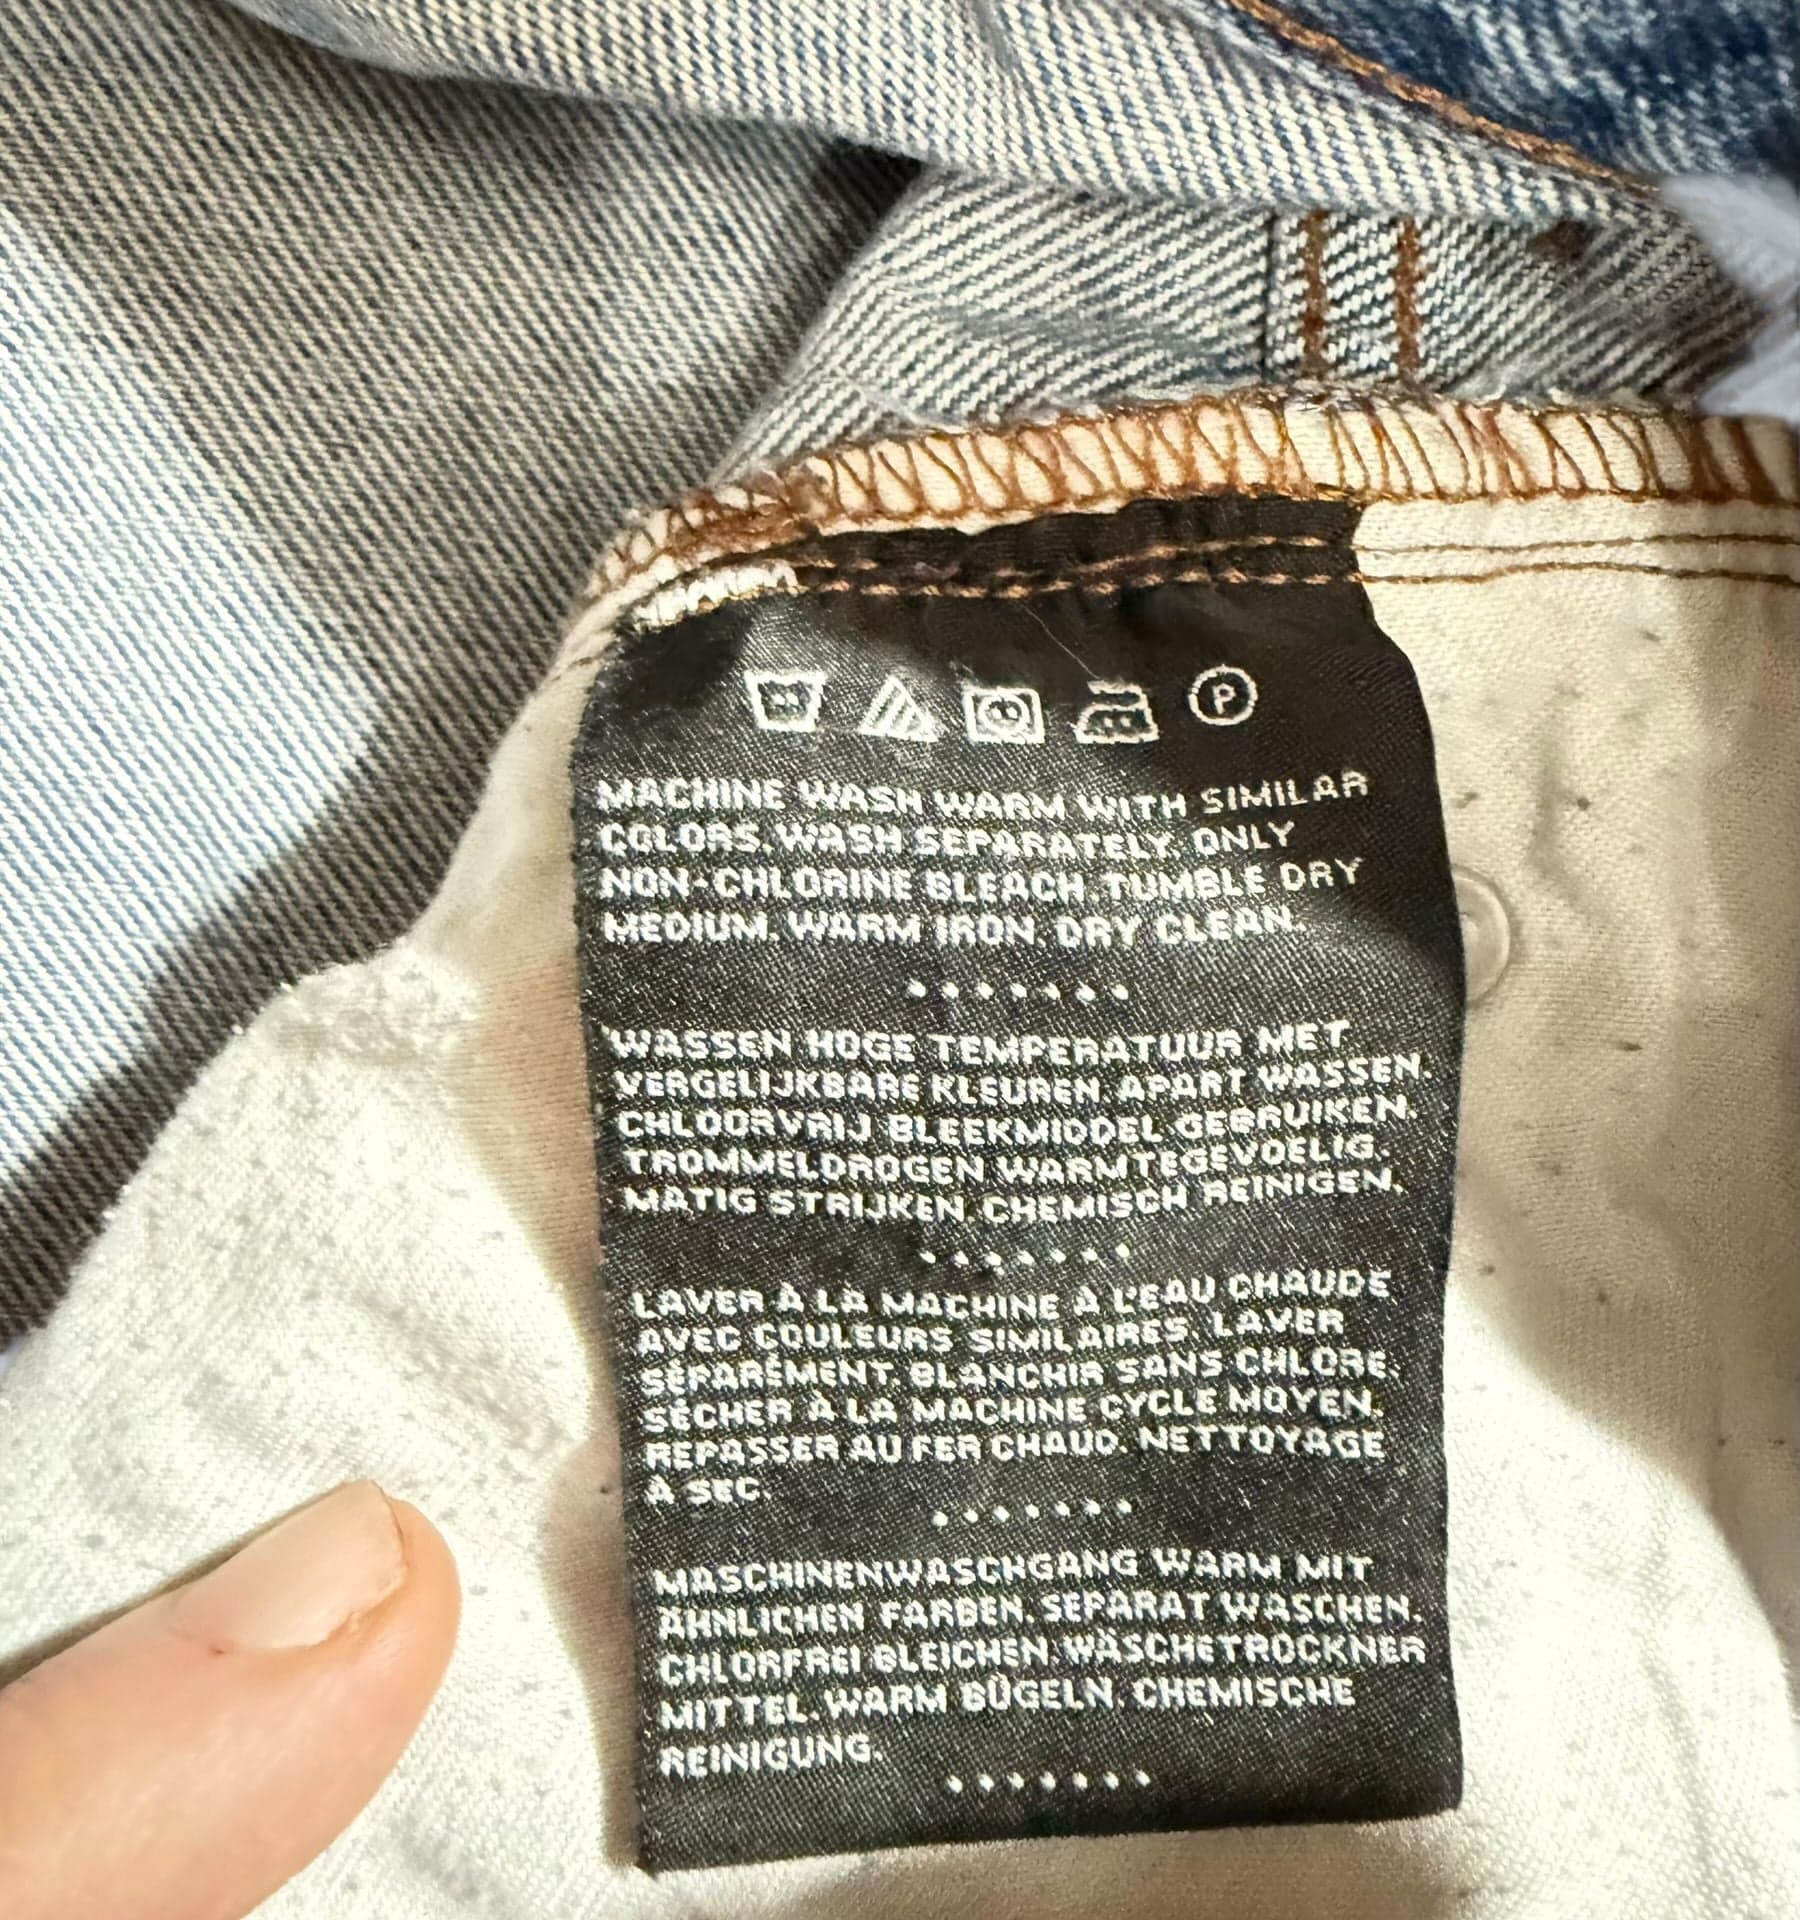 P
MACHINE WASH WARM WITH SIMILAR
COLORS. WASH SEPARATELY. ONLY
NON-CHLORINE BLEACH. TUMBLE DRY
MEDIUM. WARM IRON. DRY CLEAN.
WASSEN HOGE TEMPERATUUR MET
VERGELIJKBARE KLEUREN. APART WASSEN.
CHLOORVRIJ BLEEKMIDDEL GEBRUIKEN.
TROMMELDROGEN WARMTEGEVOELIG.
MATIG STRIJKEN. CHEMISCH REINIGEN.
LAVER À LA MACHINE À L'EAU CHAUDE
AVEC COULEURS SIMILAIRES. LAVER
SÉPARÉMENT. BLANCHIR SANS CHLORE.
SÉCHER À LA MACHINE CYCLE MOYEN.
REPASSER AU FER CHAUD. NETTOYAGE
À SEC.
MASCHINENWASCHGANG WARM MIT
ÄHNLICHEN FARBEN. SEPARAT WASCHEN.
CHLORFREI BLEICHEN. WÄSCHETROCKNER
MITTEL. WARM BÜGELN. CHEMISCHE
REINIGUNG.